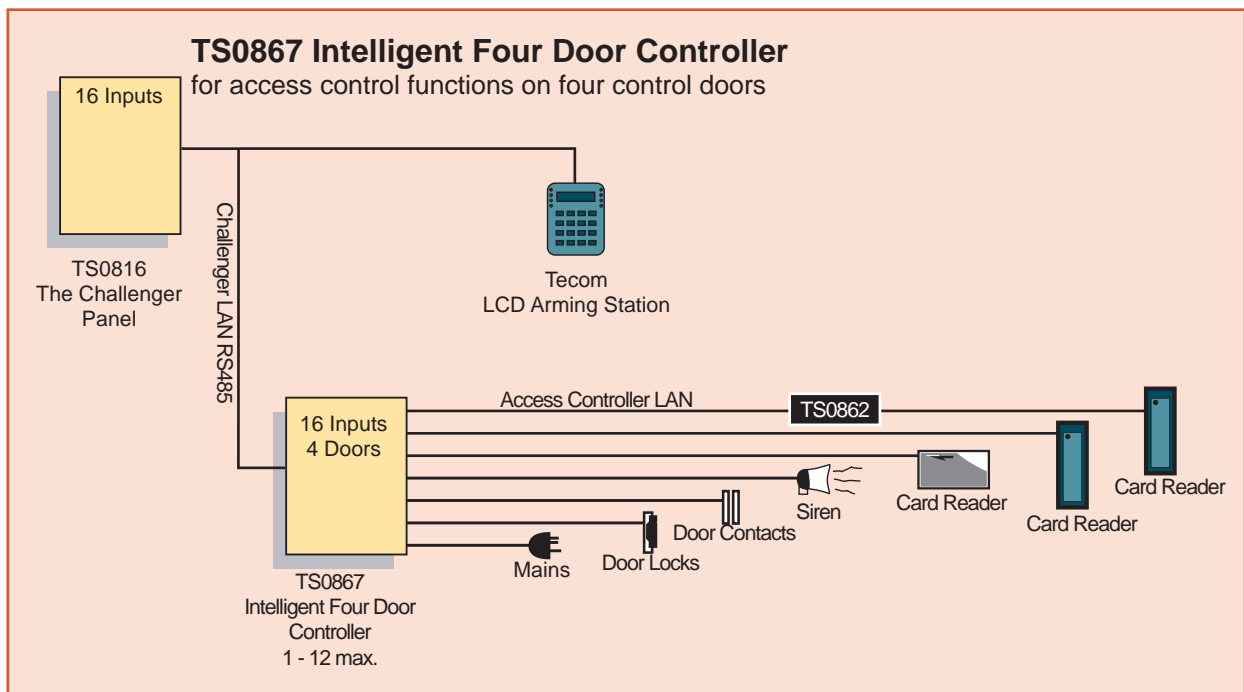 TS0867 Intelligent Four Door Controller
for access control functions on four control doors
16 Inputs
TS0816
The Challenger
Panel
Challenger LAN RS485
Tecom
LCD Arming Station
16 Inputs
4 Doors
Access Controller LAN
TS0862
Card Reader
Card Reader
Card Reader
Siren
Door Contacts
Door Locks
Mains
TS0867
Intelligent Four Door
Controller
1 - 12 max.